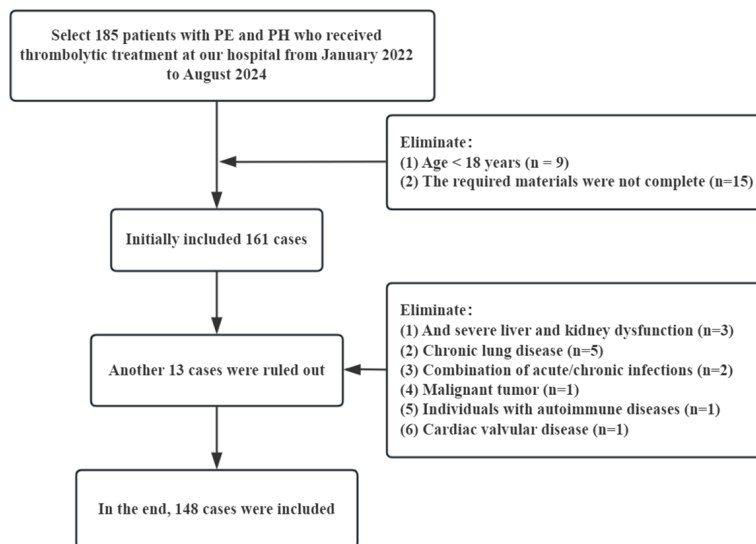 Select 185 patients with PE and PH who received
thrombolytic treatment at our hospital from January 2022
to August 2024
Eliminate:
(1) Age < 18 years (n = 9)
(2) The required materials were not complete (n=15)
Initially included 161 cases
Eliminate:
(1) And severe liver and kidney dysfunction (n=3)
(2) Chronic lung disease (n=5)
(3) Combination of acute/chronic infections (n=2)
(4) Malignant tumor (n=1)
(5) Individuals with autoimmune diseases (n=1)
(6) Cardiac valvular disease (n=1)
Another 13 cases were ruled out
In the end, 148 cases were included